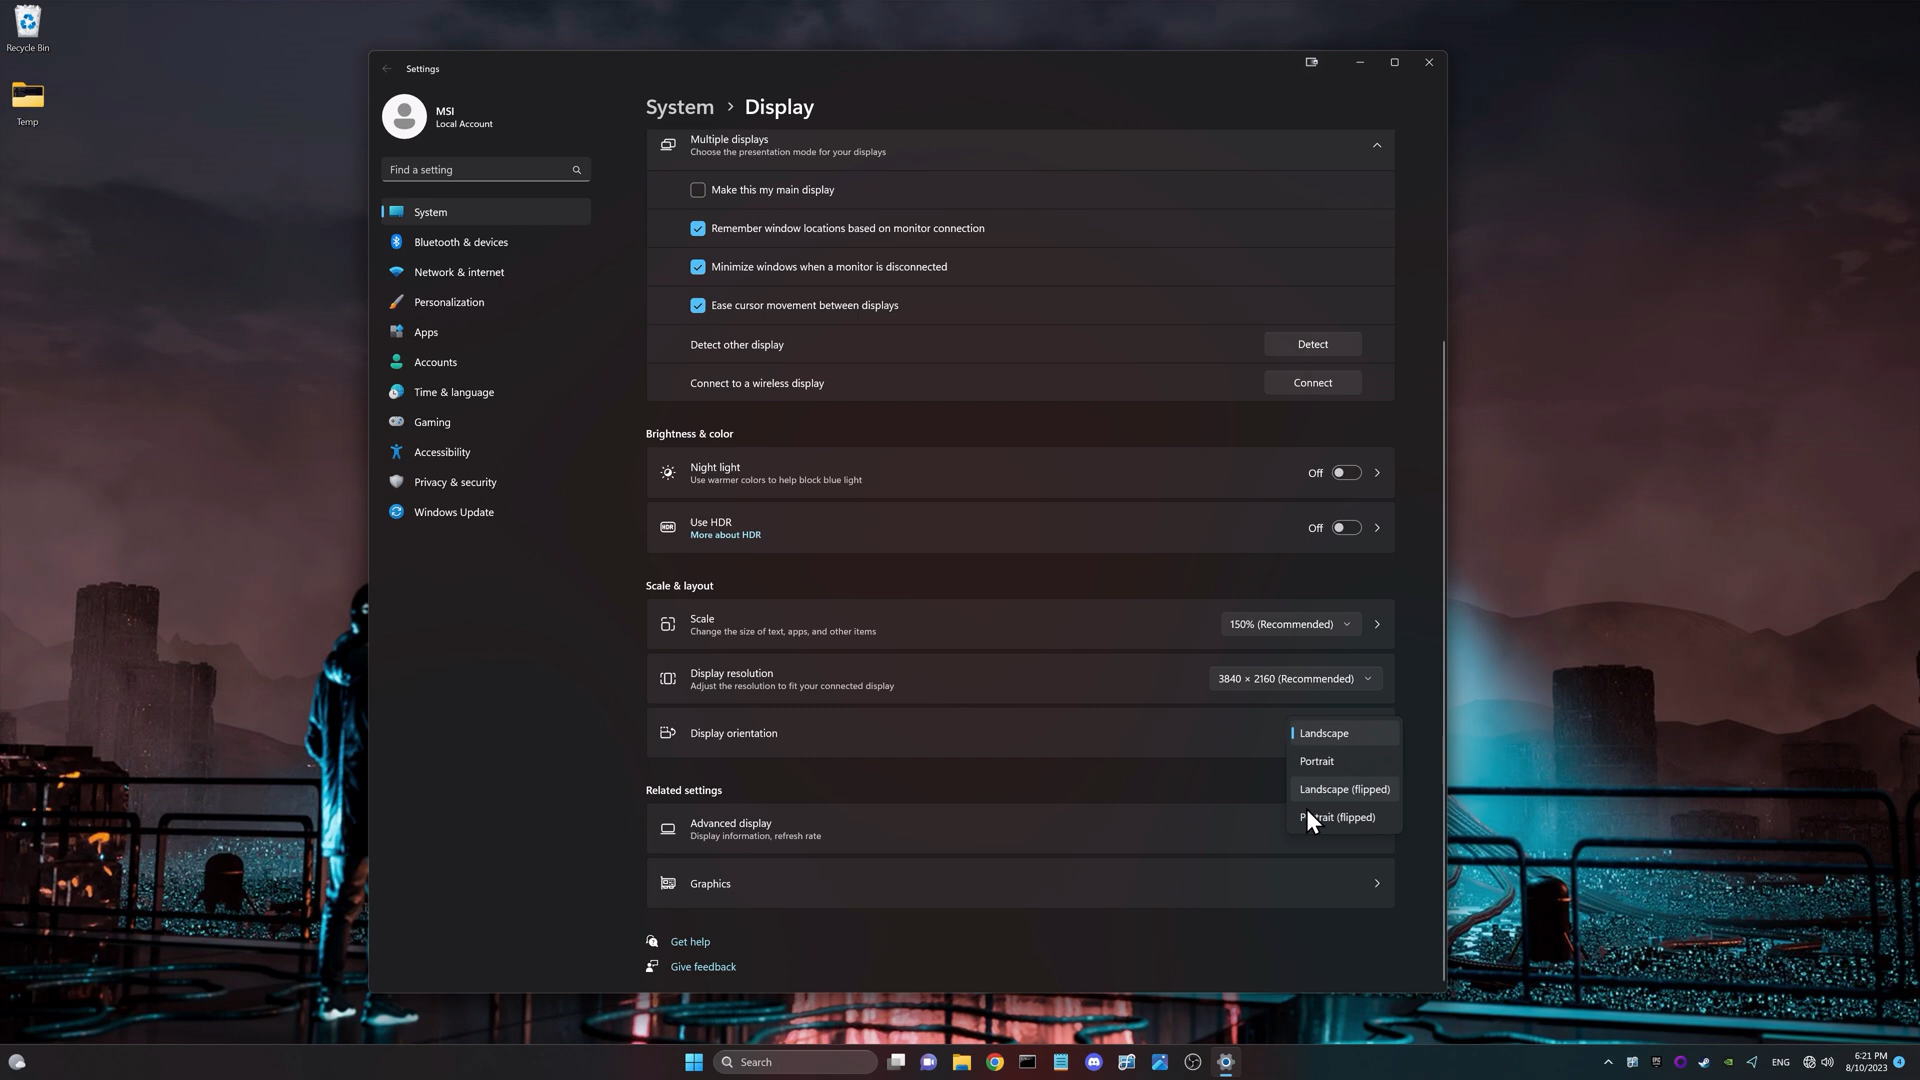 Recycle Bin
Temp
Settings
MSI
Local Account
Find a setting
System
Bluetooth & devices
Network & internet
Personalization
Apps
Accounts
Time & language
Gaming
Accessibility
Privacy & security
Windows Update
System › Display
Multiple displays
Choose the presentation mode for your displays
Make this my main display
Remember window locations based on monitor connection
Minimize windows when a monitor is disconnected
Ease cursor movement between displays
Detect other display Detect
Connect to a wireless display Connect
Brightness & color
Night light Off
Use warmer colors to help block blue light
HDR Use HDR Off
More about HDR
Scale & layout
Scale 150% (Recommended)
Change the size of text, apps, and other items
Display resolution 3840 × 2160 (Recommended)
Adjust the resolution to fit your connected display
Display orientation
Landscape
Portrait
Landscape (flipped)
(flipped)
Related settings
Advanced display
Display information, refresh rate
Graphics
Get help
Give feedback
Search
ENG
6:21 PM
8/10/2023
4